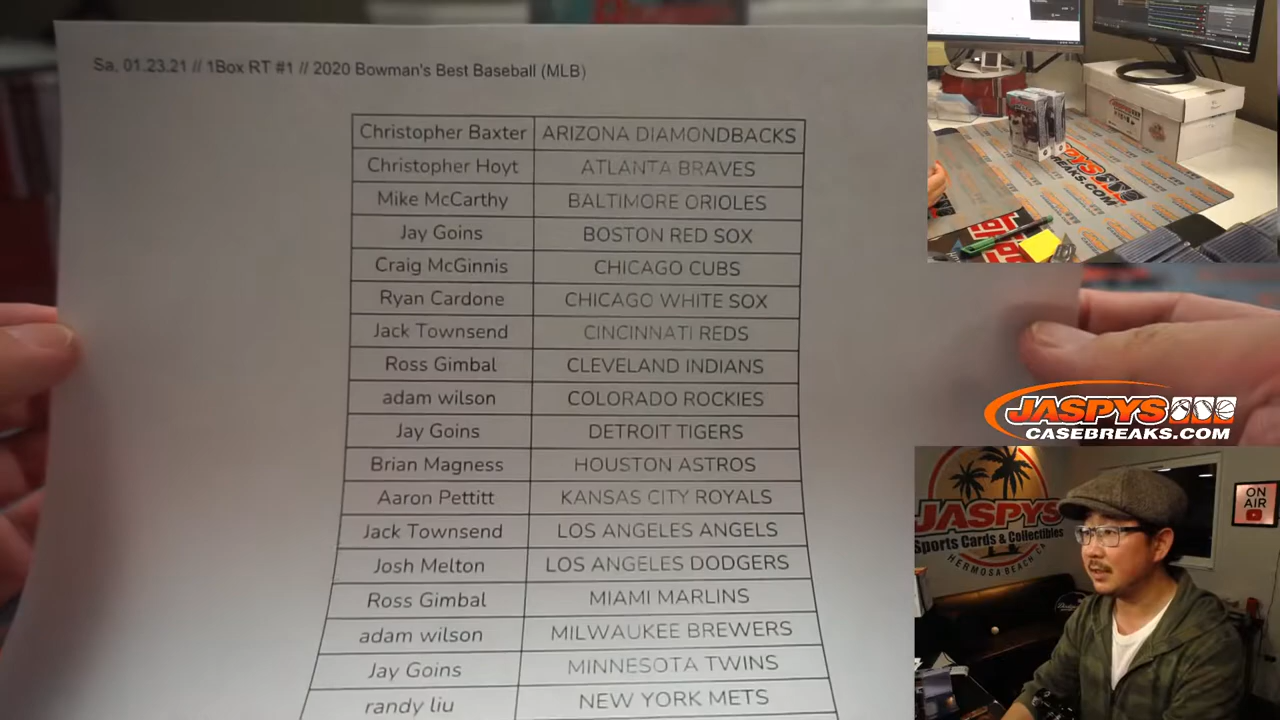 Sa, 01.23.21 // 1Box RT #1 // 2020 Bowman's Best Baseball (MLB)
Christopher Baxter ARIZONA DIAMONDBACKS
Christopher Hoyt ATLANTA BRAVES
Mike McCarthy BALTIMORE ORIOLES
Jay Goins BOSTON RED SOX
Craig McGinnis CHICAGO CUBS
Ryan Cardone CHICAGO WHITE SOX
Jack Townsend CINCINNATI REDS
Ross Gimbal CLEVELAND INDIANS
adam wilson COLORADO ROCKIES
Jay Goins DETROIT TIGERS
Brian Magness HOUSTON ASTROS
Aaron Pettitt KANSAS CITY ROYALS
Jack Townsend LOS ANGELES ANGELS
Josh Melton LOS ANGELES DODGERS
Ross Gimbal MIAMI MARLINS
adam wilson MILWAUKEE BREWERS
Jay Goins MINNESOTA TWINS
randy liu NEW YORK METS
JASPYS
CASEBREAKS.COM
JASPYS
Sports Cards & Collectibles
HERMOSA BEACH CA
ON
AIR